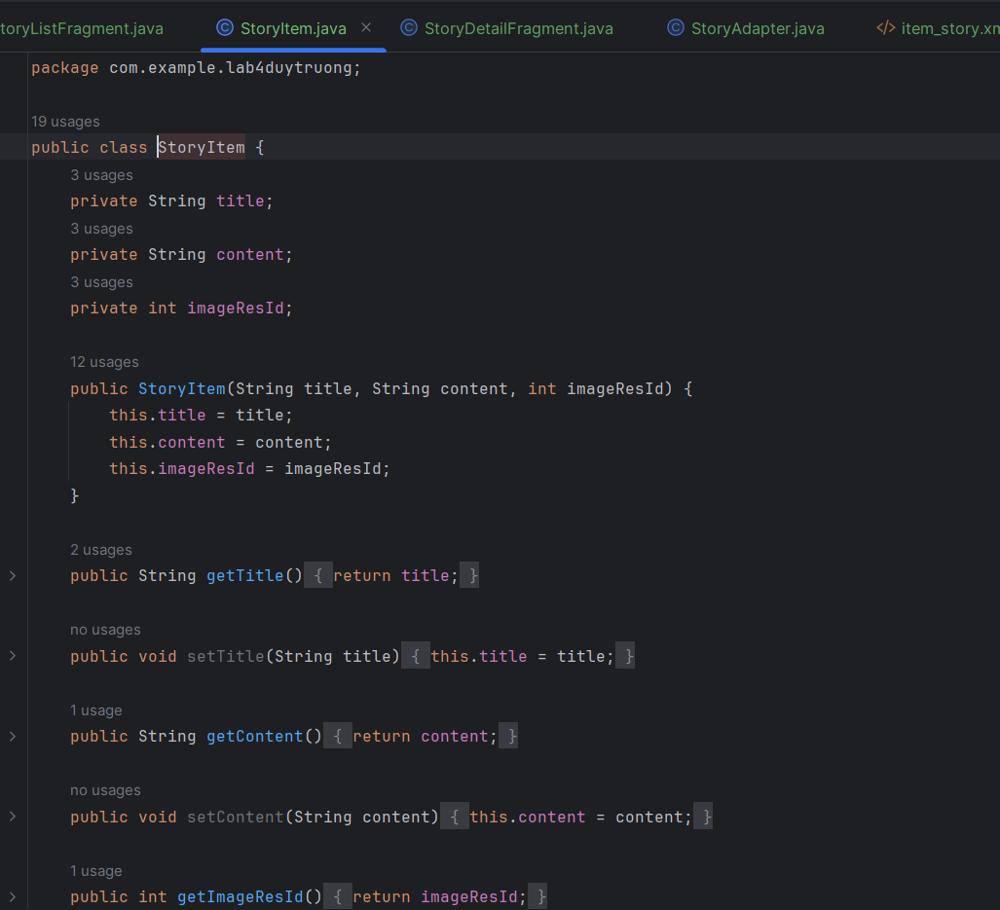 toryListFragment.java StoryItem.java StoryDetailFragment.java StoryAdapter.java </> item_story.xm
package com.example.lab4duytruong;
19 usages
public class StoryItem {
3 usages
private String title;
3 usages
private String content;
3 usages
private int imageResId;
12 usages
public StoryItem(String title, String content, int imageResId) {
this.title = title;
this.content = content;
this.imageResId = imageResId;
}
2 usages
public String getTitle() { return title; }
no usages
public void setTitle(String title) { this.title = title; }
1 usage
public String getContent() { return content; }
no usages
public void setContent(String content) { this.content = content; }
1 usage
public int getImageResId() { return imageResId; }